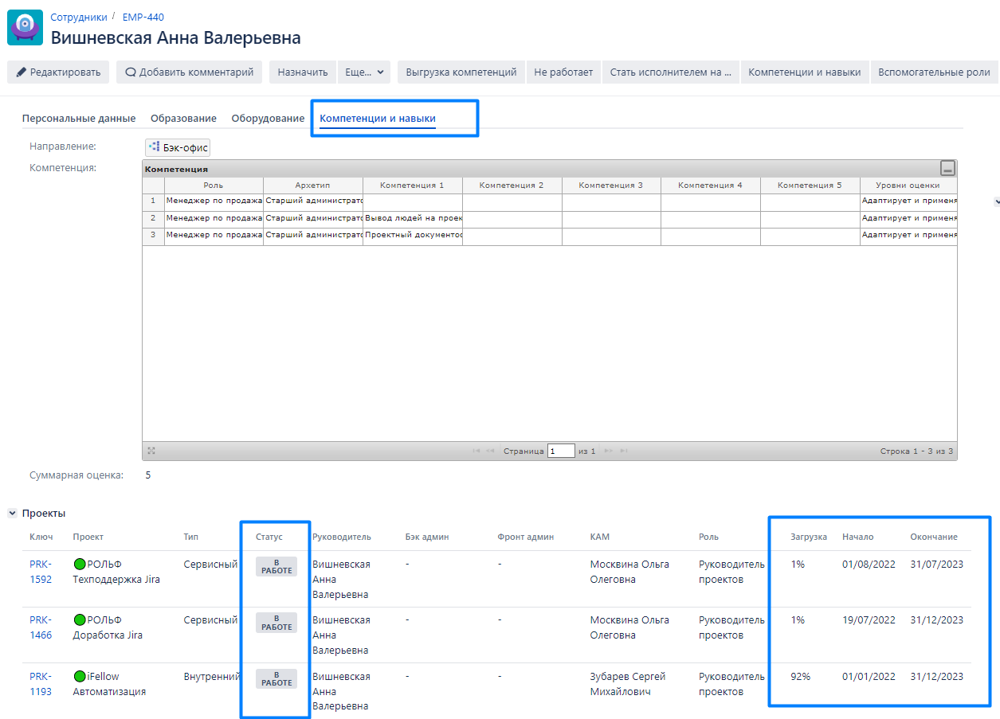 Сотрудники / EMP-440
Вишневская Анна Валерьевна
Редактировать Добавить комментарий Назначить Еще... Выгрузка компетенций Не работает Стать исполнителем на ... Компетенции и навыки Вспомогательные роли
Персональные данные Образование Оборудование Компетенции и навыки
Направление: Бэк-офис
Компетенция:
Компетенция
Роль Архетип Компетенция 1 Компетенция 2 Компетенция 3 Компетенция 4 Компетенция 5 Уровни оценки
1 Менеджер по продажа Старший администрато Адаптирует и применя
2 Менеджер по продажа Старший администрато Вывод людей на проек Адаптирует и применя
3 Менеджер по продажа Старший администрато Проектный документос Адаптирует и применя
Страница 1 из 1 Строка 1 - 3 из 3
Суммарная оценка: 5
Проекты
Ключ Проект Тип Статус Руководитель Бэк админ Фронт админ КАМ Роль Загрузка Начало Окончание
PRK- РОЛЬФ Сервисный В Вишневская - - Москвина Ольга Руководитель 1% 01/08/2022 31/07/2023
1592 Техподдержка Jira РАБОТЕ Анна Олеговна проектов
Валерьевна
PRK- РОЛЬФ Сервисный В Вишневская - - Москвина Ольга Руководитель 1% 19/07/2022 31/12/2023
1466 Доработка Jira РАБОТЕ Анна Олеговна проектов
Валерьевна
PRK- iFellow Внутренний В Вишневская - - Зубарев Сергей Руководитель 92% 01/01/2022 31/12/2023
1193 Автоматизация РАБОТЕ Анна Михайлович проектов
Валерьевна